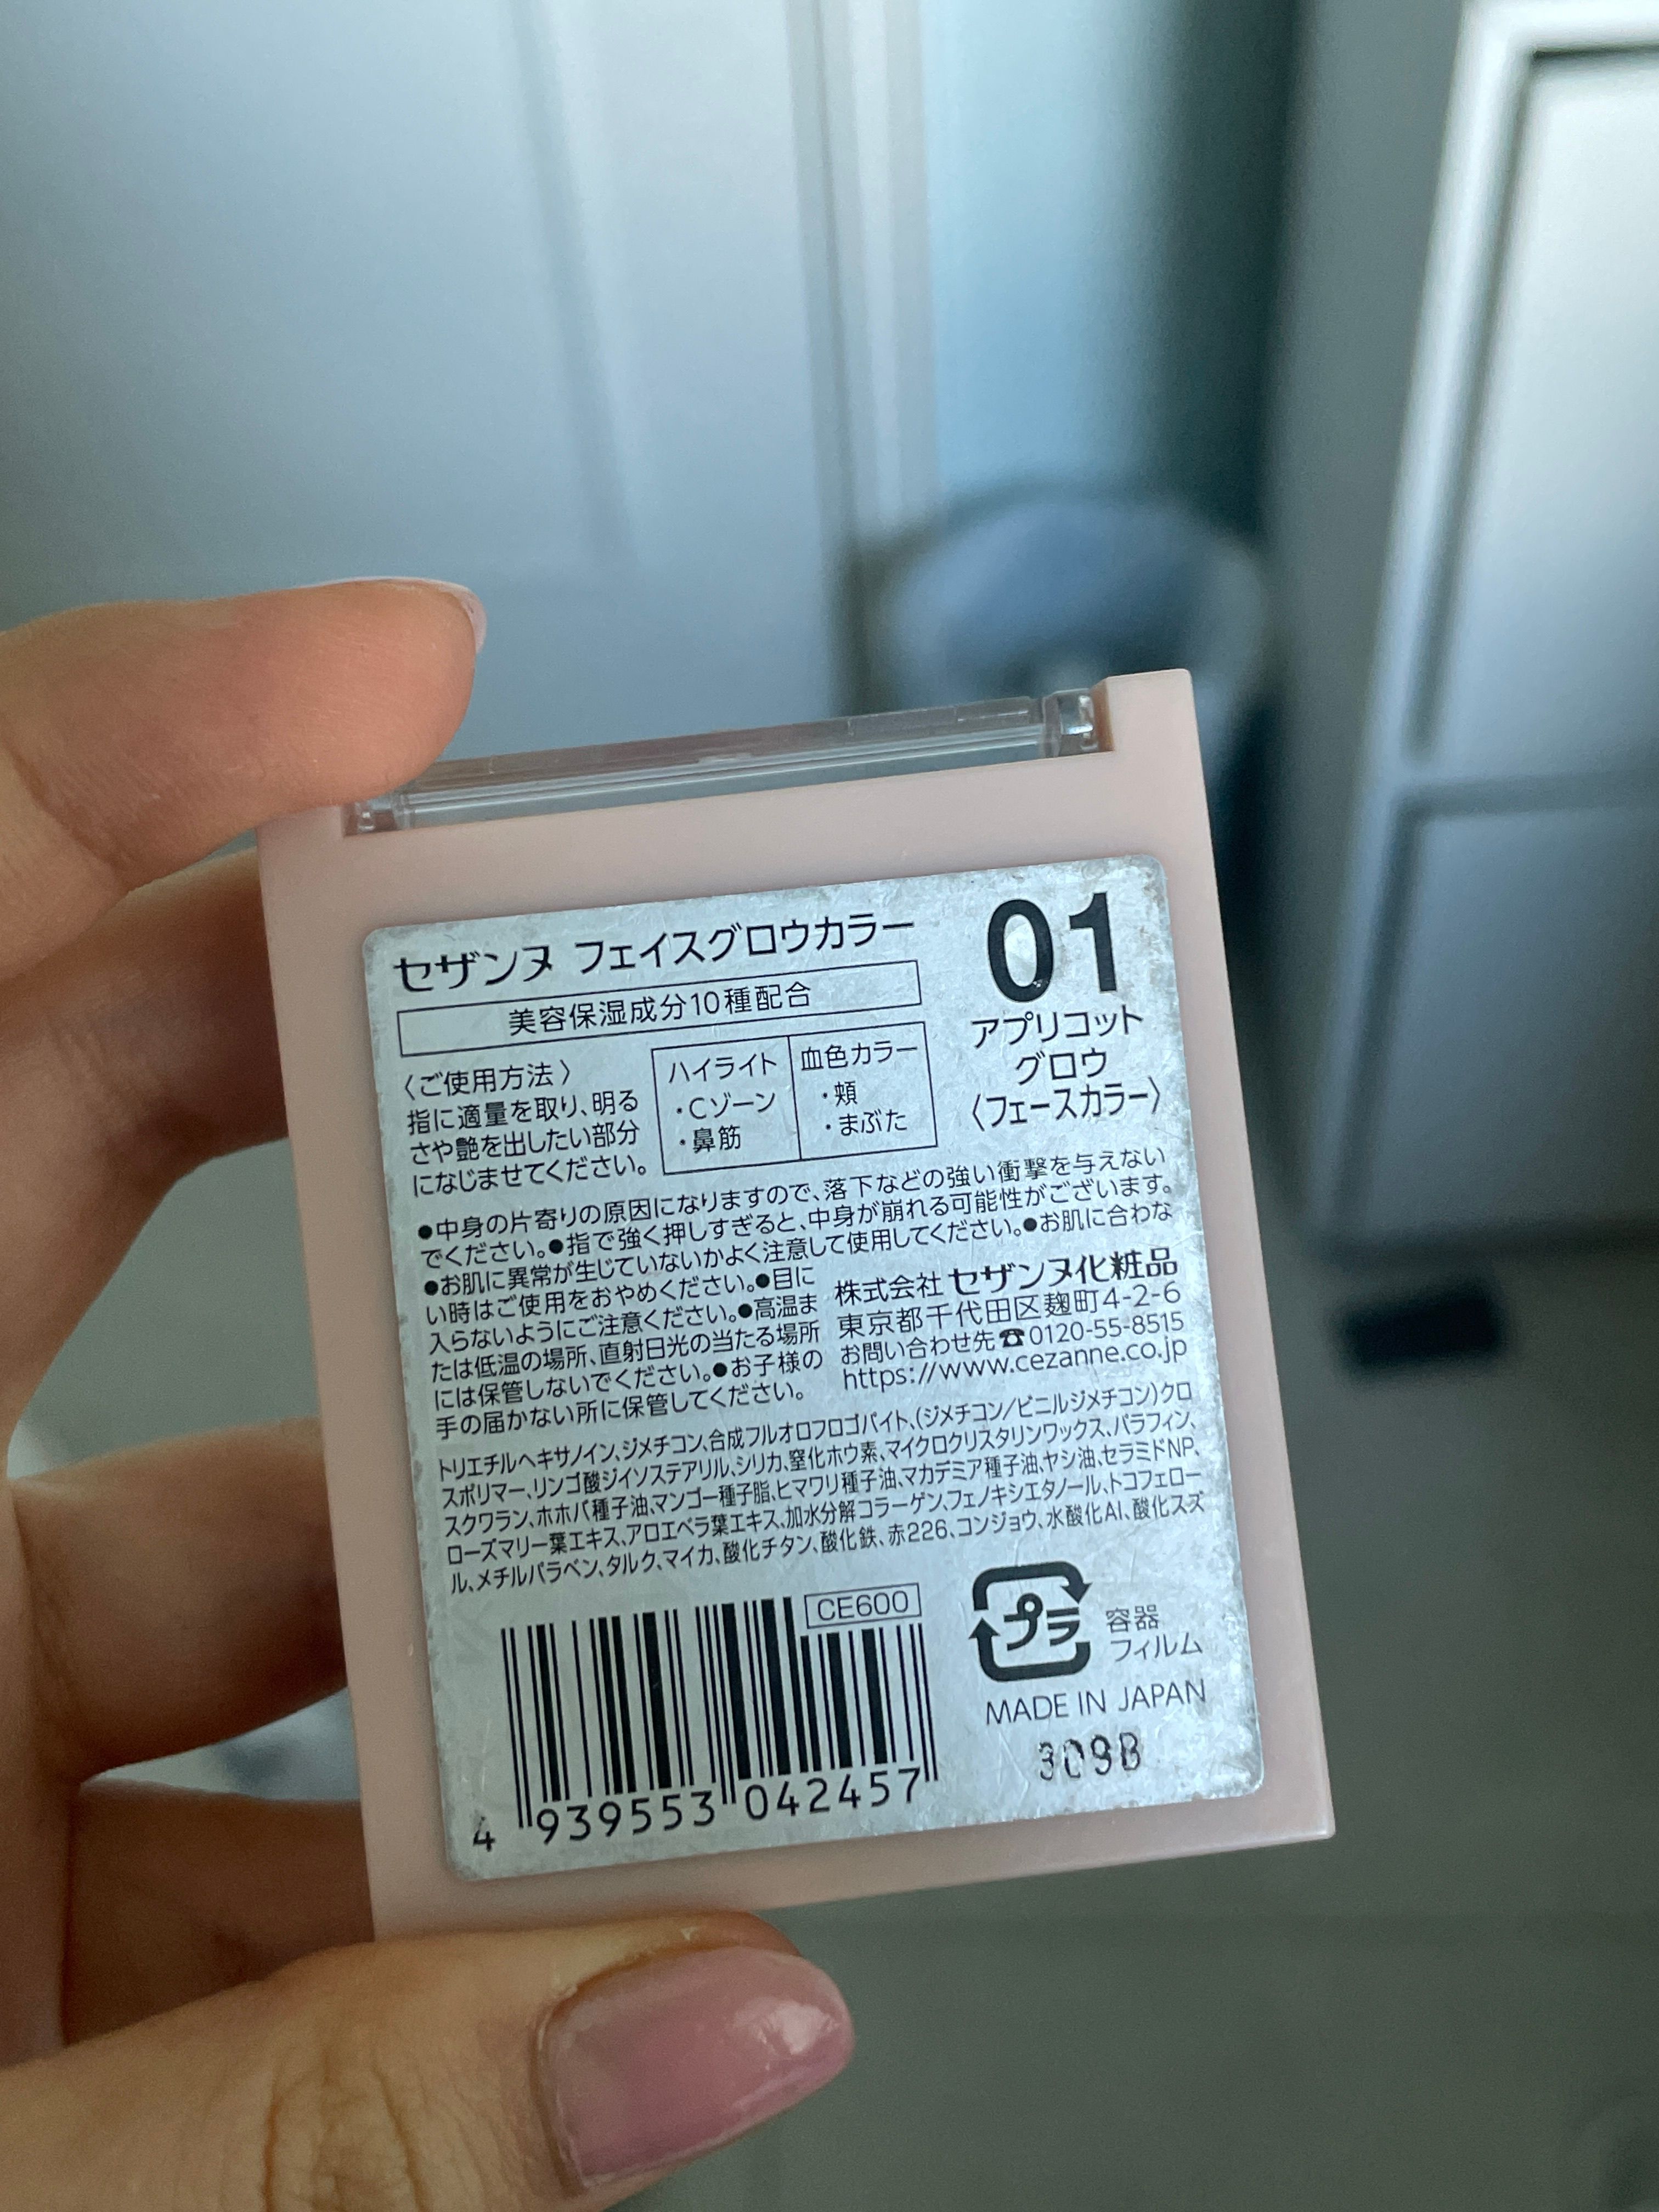 セザンヌ フェイスグロウカラー
美容保湿成分10種配合
01
アプリコット
グロウ
〈フェースカラー〉
〈ご使用方法〉
指に適量を取り、明る
さや艶を出したい部分
になじませてください。
ハイライト
・Cゾーン
・鼻筋
血色カラー
・頬
・まぶた
●中身の片寄りの原因になりますので、落下などの強い衝撃を与えない
でください。●指で強く押しすぎると、中身が崩れる可能性がございます。
●お肌に異常が生じていないかよく注意して使用してください。●お肌に合わな
い時はご使用をおやめください。●目に
入らないようにご注意ください。●高温ま
たは低温の場所、直射日光の当たる場所
には保管しないでください。●お子様の
手の届かない所に保管してください。
株式会社 セザンヌ化粧品
東京都千代田区麹町4-2-6
お問い合わせ先☎0120-55-8515
https://www.cezanne.co.jp
トリエチルヘキサノイン、ジメチコン、合成フルオロフロゴパイト、(ジメチコン/ビニルジメチコン)クロ
スポリマー、リンゴ酸ジイソステアリル、シリカ、窒化ホウ素、マイクロクリスタリンワックス、パラフィン、
スクワラン、ホホバ種子油、マンゴー種子脂、ヒマワリ種子油、マカデミア種子油、ヤシ油、セラミドNP、
ローズマリー葉エキス、アロエベラ葉エキス、加水分解コラーゲン、フェノキシエタノール、トコフェロー
ル、メチルパラベン、タルク、マイカ、酸化チタン、酸化鉄、赤226、コンジョウ、水酸化Al、酸化スズ
CE600
4 939553 042457
プラ
容器
フィルム
MADE IN JAPAN
309B